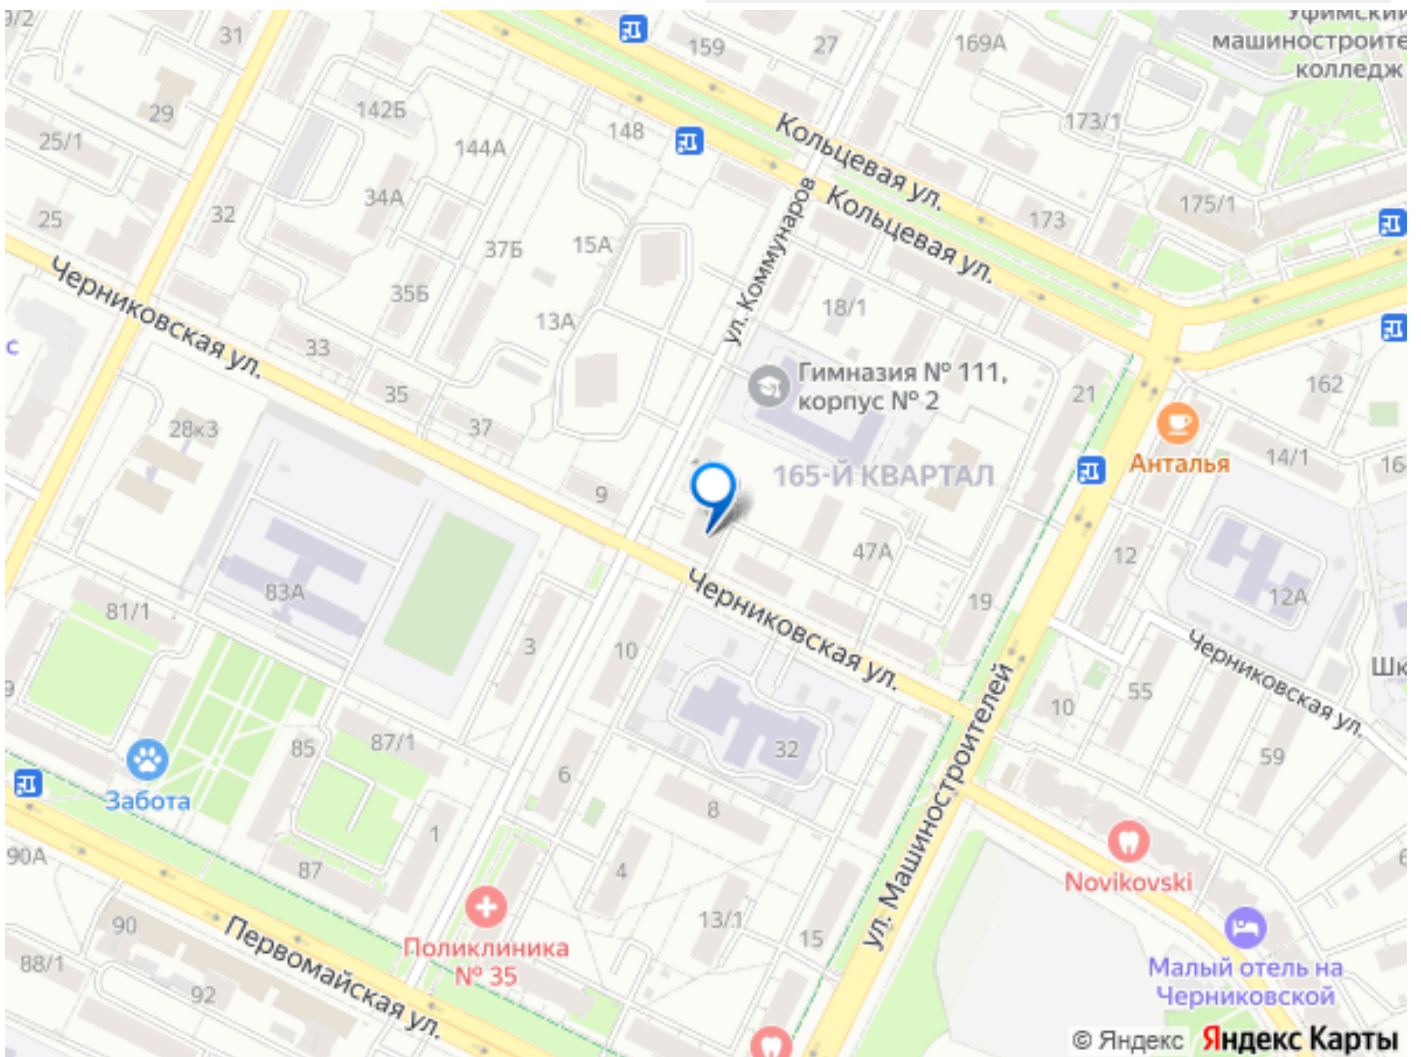 9/2
31
159
27
169А
Уфимский
машиностроите
колледж
29
142Б
148
173/1
25/1
144А
Кольцевая ул.
34А
ул. Коммунаров
25
32
15А
37Б
Кольцевая ул.
173
175/1
Черниковская ул.
35Б
13А
18/1
с
33
35
Гимназия № 111,
корпус № 2
21
162
28к3
37
165-Й КВАРТАЛ
Анталья
14/1
16
9
47А
12
83А
81/1
Черниковская ул.
19
12А
3
10
Черниковская ул.
Шк
9
55
10
87/1
85
32
59
ул. Машиностроителей
Забота
6
8
1
90А
87
4
6
Novikovski
Первомайская ул.
Поликлиника
№ 35
13/1
15
90
88/1
92
Малый отель на
Черниковской
© Яндекс Яндекс Карты